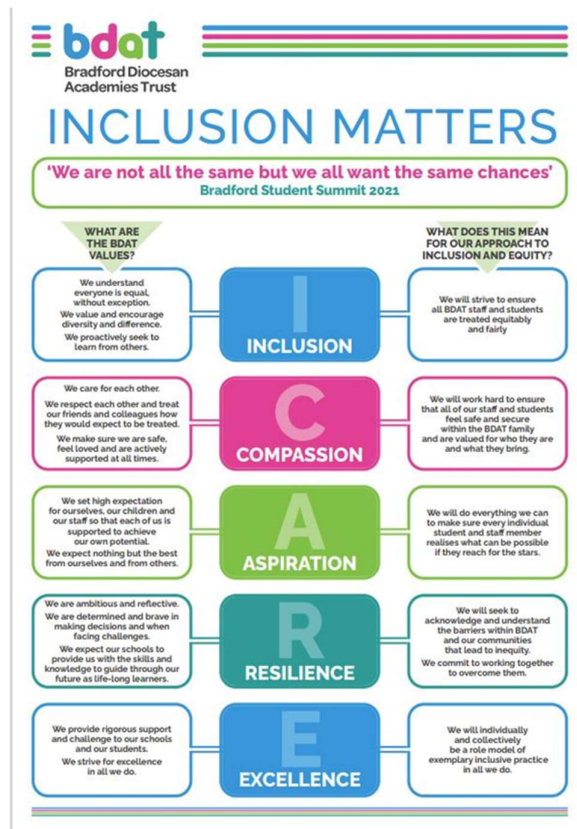 bdat
Bradford Diocesan
Academies Trust
INCLUSION MATTERS
‘We are not all the same but we all want the same chances’
Bradford Student Summit 2021
WHAT ARE
THE BDAT
VALUES?
WHAT DOES THIS MEAN
FOR OUR APPROACH TO
INCLUSION AND EQUITY?
We understand
everyone is equal,
without exception.
We value and encourage
diversity and difference.
We proactively seek to
learn from others.
I
INCLUSION
We will strive to ensure
all BDAT staff and students
are treated equitably
and fairly
We care for each other.
We respect each other and treat
our friends and colleagues how
they would expect to be treated.
We make sure we are safe,
feel loved and are actively
supported at all times.
C
COMPASSION
We will work hard to ensure
that all of our staff and students
feel safe and secure
within the BDAT family
and are valued for who they are
and what they bring.
We set high expectation
for ourselves, our children and
our staff so that each of us is
supported to achieve
our own potential.
We expect nothing but the best
from ourselves and from others.
A
ASPIRATION
We will do everything we can
to make sure every individual
student and staff member
realises what can be possible
if they reach for the stars.
We are ambitious and reflective.
We are determined and brave in
making decisions and when
facing challenges.
We expect our schools to
provide us with the skills and
knowledge to guide through our
future as life-long learners.
R
RESILIENCE
We will seek to
acknowledge and understand
the barriers within BDAT
and our communities
that lead to inequity.
We commit to working together
to overcome them.
We provide rigorous support
and challenge to our schools
and our students.
We strive for excellence
in all we do.
E
EXCELLENCE
We will individually
and collectively
be a role model of
exemplary inclusive practice
in all we do.